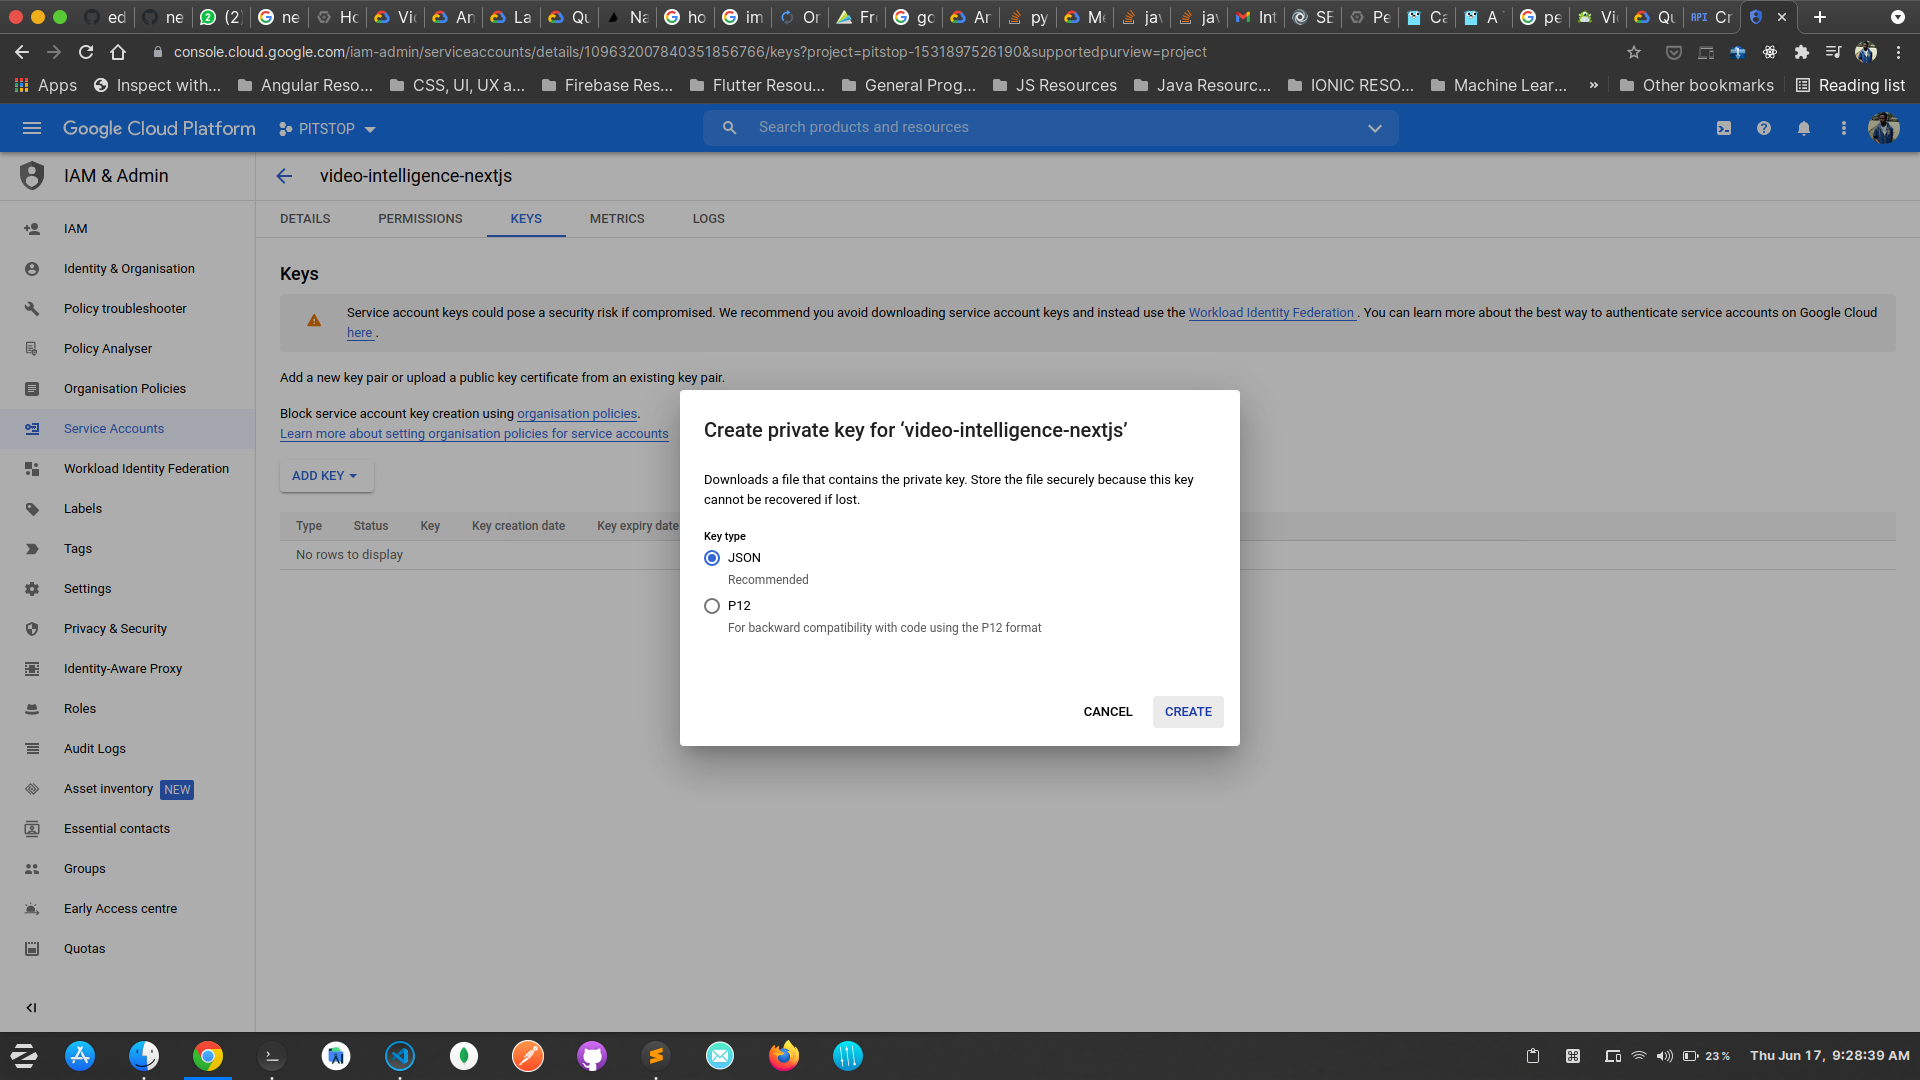 ed
ne
(2)
ne
Ho
Vi
An
La
Qu
Na
ho
im
Or
Fr
go
Ar
py
Me
jav
jav
Int
SE
Pe
Ca
A
pe
Vi
Qu
API Cr
console.cloud.google.com/iam-admin/serviceaccounts/details/109632007840351856766/keys?project=pitstop-1531897526190&supportedpurview=project
Apps
Inspect with...
Angular Reso...
CSS, UI, UX a...
Firebase Res...
Flutter Resou...
General Prog...
JS Resources
Java Resourc...
IONIC RESO...
Machine Lear...
»
Other bookmarks
Reading list
Google Cloud Platform
PITSTOP
Search products and resources
IAM & Admin
video-intelligence-nextjs
DETAILS
PERMISSIONS
KEYS
METRICS
LOGS
IAM
Identity & Organisation
Policy troubleshooter
Policy Analyser
Organisation Policies
Service Accounts
Workload Identity Federation
Labels
Tags
Settings
Privacy & Security
Identity-Aware Proxy
Roles
Audit Logs
Asset inventory NEW
Essential contacts
Groups
Early Access centre
Quotas
Keys
Service account keys could pose a security risk if compromised. We recommend you avoid downloading service account keys and instead use the Workload Identity Federation . You can learn more about the best way to authenticate service accounts on Google Cloud
here .
Add a new key pair or upload a public key certificate from an existing key pair.
Block service account key creation using organisation policies.
Learn more about setting organisation policies for service accounts
ADD KEY
Type
Status
Key
Key creation date
Key expiry date
No rows to display
Create private key for ‘video-intelligence-nextjs’
Downloads a file that contains the private key. Store the file securely because this key
cannot be recovered if lost.
Key type
JSON
Recommended
P12
For backward compatibility with code using the P12 format
CANCEL
CREATE
23 %
Thu Jun 17, 9:28:39 AM